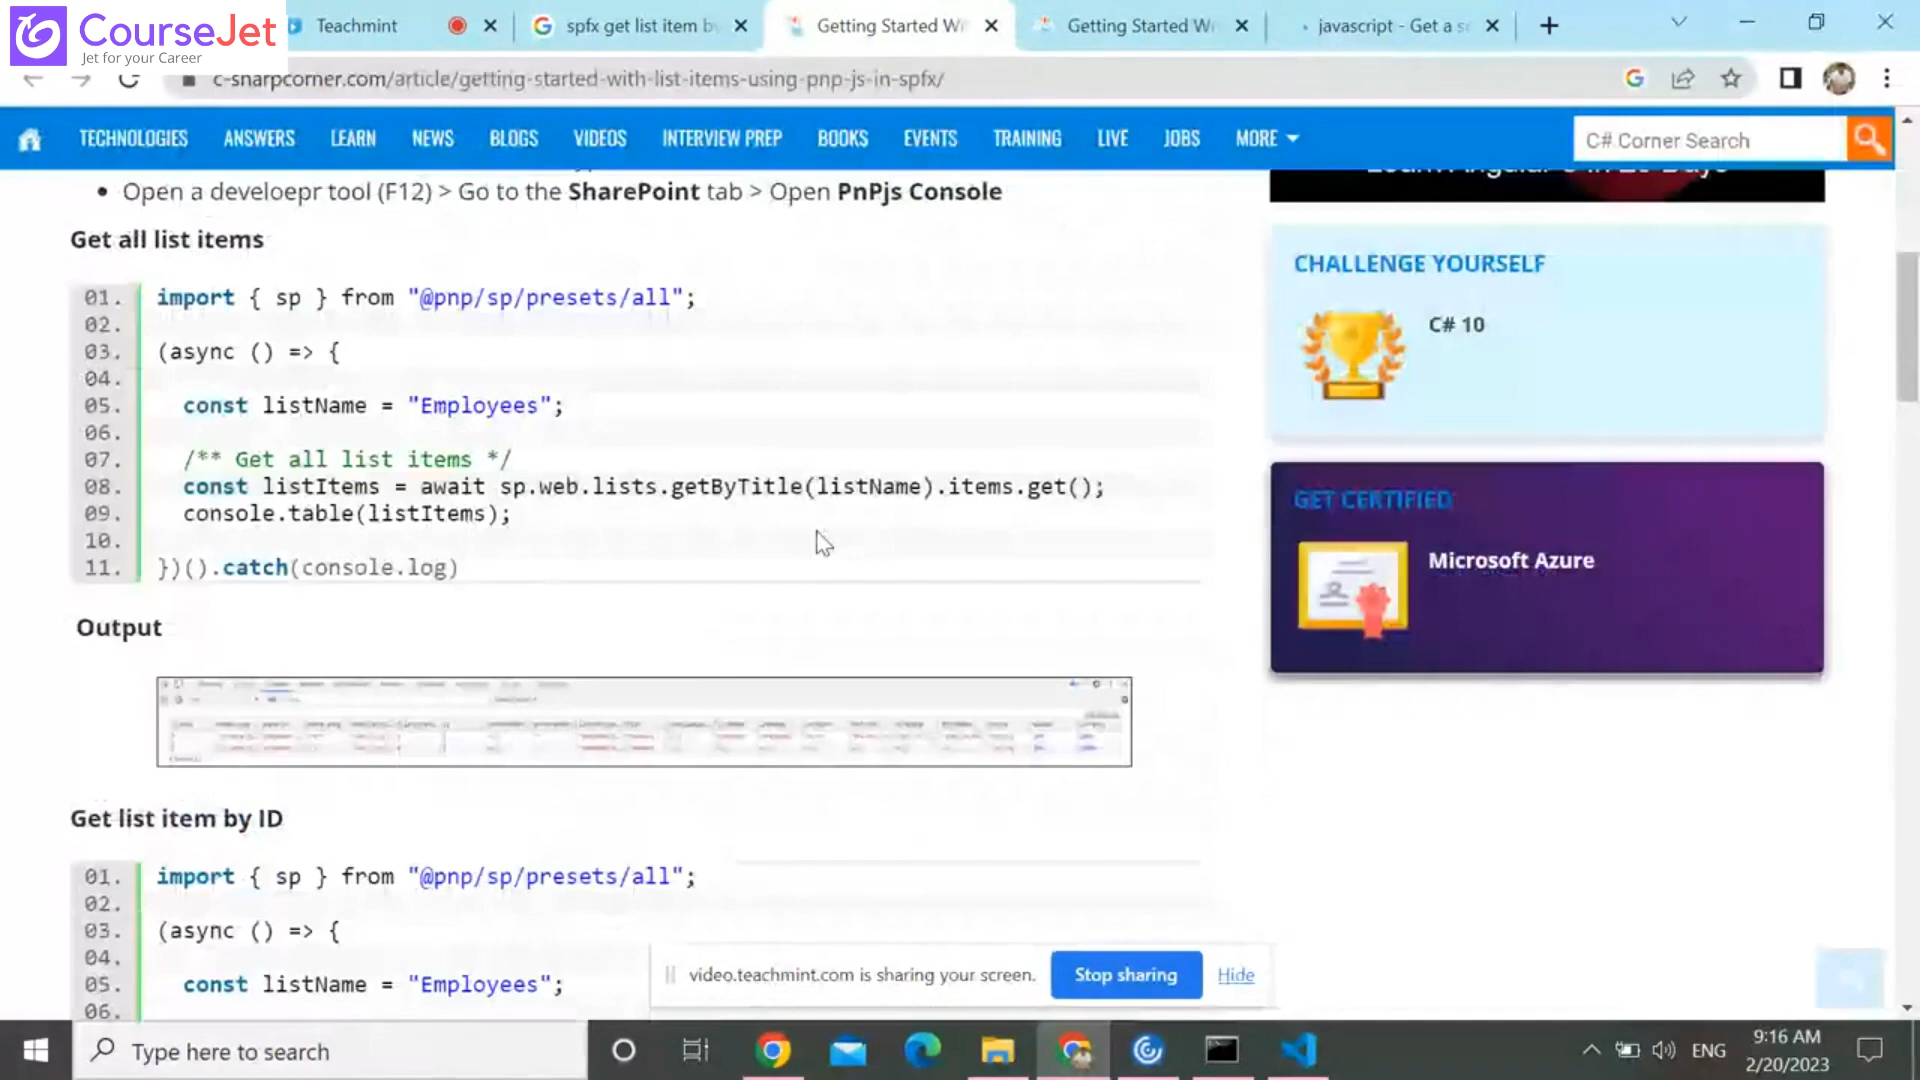 CourseJet
Jet for your Career
Teachmint
spfx get list item b
Getting Started Wi
Getting Started W
javascript - Get a s
c-sharpcorner.com/article/getting-started-with-list-items-using-pnp-js-in-spfx/
TECHNOLOGIES ANSWERS LEARN NEWS BLOGS VIDEOS INTERVIEW PREP BOOKS EVENTS TRAINING LIVE JOBS MORE
C# Corner Search
• Open a develoepr tool (F12) > Go to the SharePoint tab > Open PnPjs Console
Get all list items
01. import { sp } from "@pnp/sp/presets/all";
02.
03. (async () => {
04.
05. const listName = "Employees";
06.
07. /** Get all list items */
08. const listItems = await sp.web.lists.getByTitle(listName).items.get();
09. console.table(listItems);
10.
11. })().catch(console.log)
Output
Get list item by ID
01. import { sp } from "@pnp/sp/presets/all";
02.
03. (async () => {
04.
05. const listName = "Employees";
06.
CHALLENGE YOURSELF
C# 10
GET CERTIFIED
Microsoft Azure
video.teachmint.com is sharing your screen.
Stop sharing
Hide
Type here to search
ENG
9:16 AM
2/20/2023